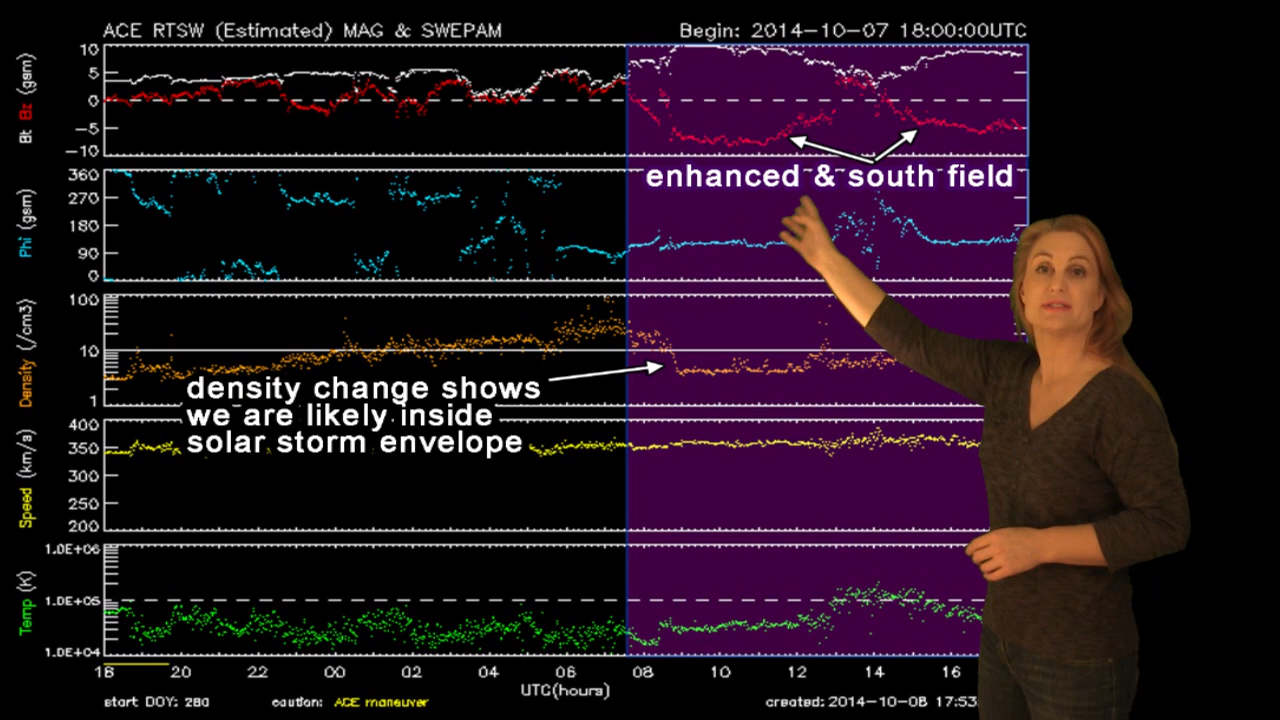 ACE RTSW (Estimated) MAG & SWEPAM
Begin: 2014-10-07 18:00:00UTC
Bt Bz (gsm)
10
5
0
-5
-10
enhanced & south field
Phi (gsm)
360
270
180
90
0
Density (/cm3)
100
10
1
density change shows
we are likely inside
solar storm envelope
Speed (km/s)
400
350
300
250
200
Temp (K)
1.0E+06
1.0E+05
1.0E+04
18 20 22 00 02 04 06 08 10 12 14 16
UTC(hours)
start DOY: 280
caution: ACE maneuver
created: 2014-10-08 17:53